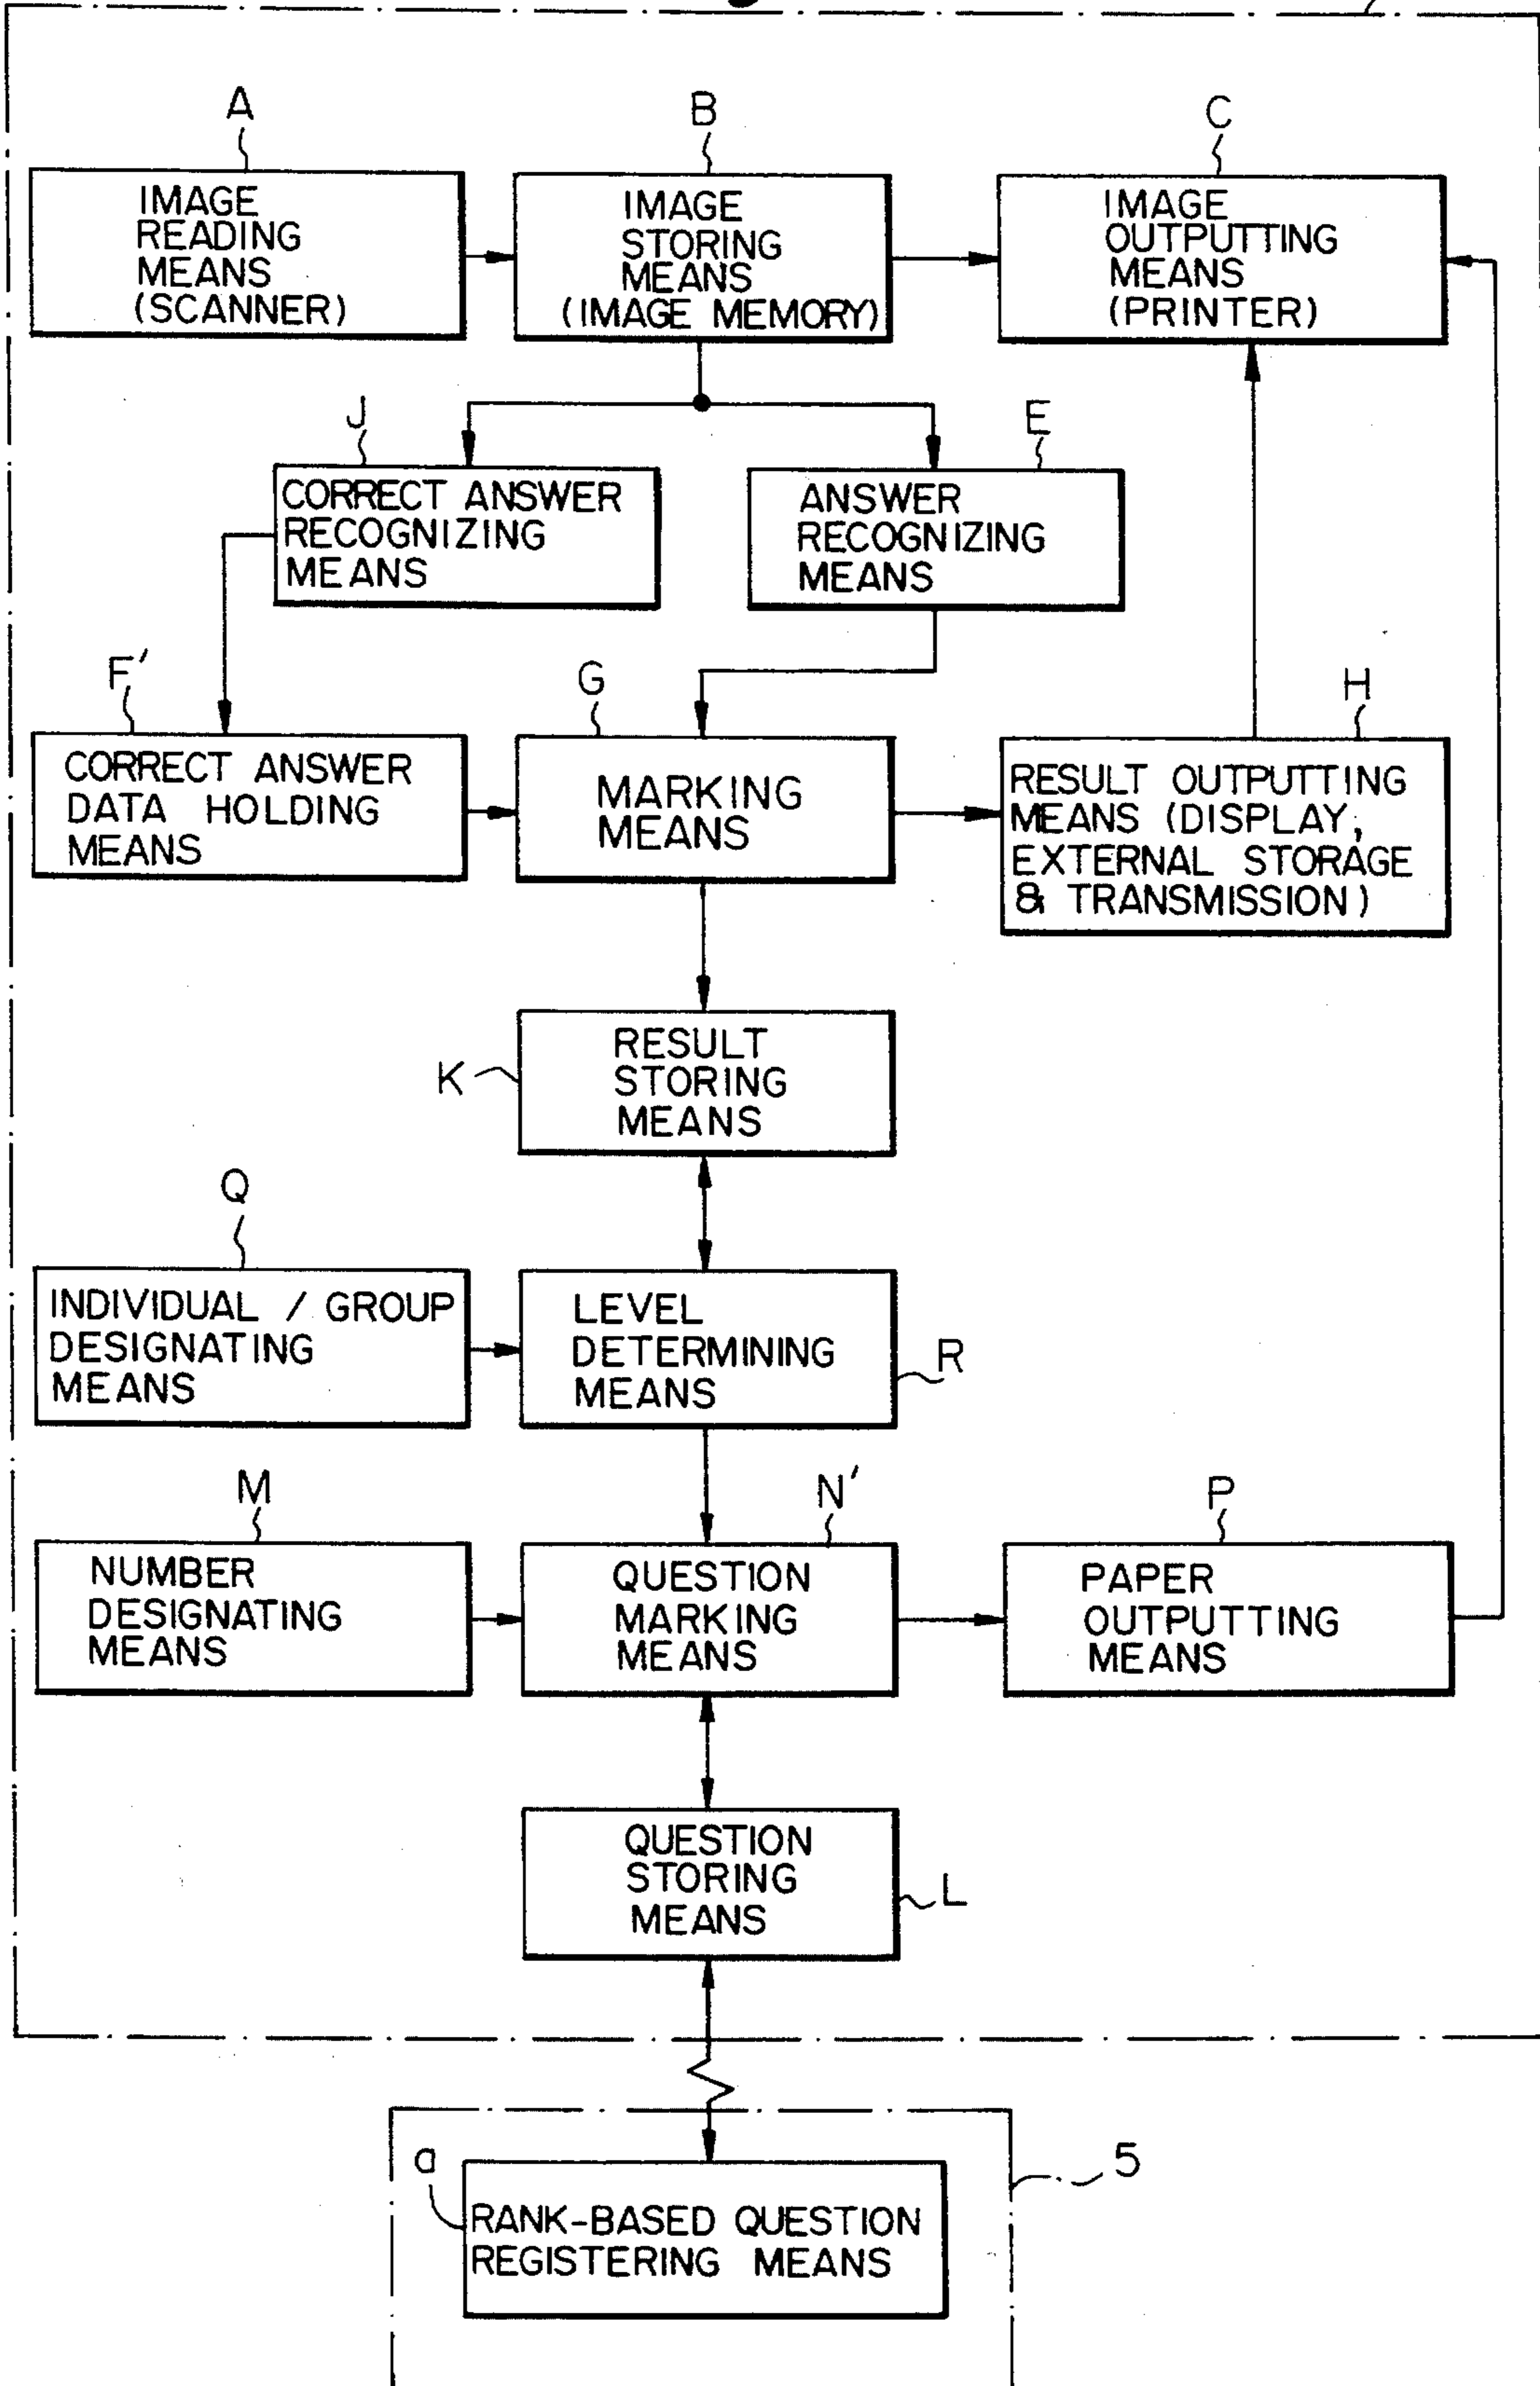 A
B
C
IMAGE
READING
MEANS
(SCANNER)
IMAGE
STORING
MEANS
(IMAGE MEMORY)
IMAGE
OUTPUTTING
MEANS
(PRINTER)
J
E
CORRECT ANSWER
RECOGNIZING
MEANS
ANSWER
RECOGNIZING
MEANS
F'
G
H
CORRECT ANSWER
DATA HOLDING
MEANS
MARKING
MEANS
RESULT OUTPUTTING
MEANS (DISPLAY,
EXTERNAL STORAGE
& TRANSMISSION)
K
RESULT
STORING
MEANS
Q
INDIVIDUAL / GROUP
DESIGNATING
MEANS
LEVEL
DETERMINING
MEANS
R
M
N'
P
NUMBER
DESIGNATING
MEANS
QUESTION
MARKING
MEANS
PAPER
OUTPUTTING
MEANS
QUESTION
STORING
MEANS
L
a
5
RANK-BASED QUESTION
REGISTERING MEANS